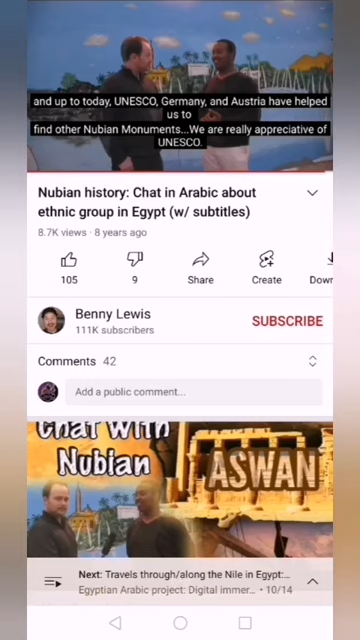 and up to today, UNESCO, Germany, and Austria have helped
us to
find other Nubian Monuments...We are really appreciative of
UNESCO.
Nubian history: Chat in Arabic about
ethnic group in Egypt (w/ subtitles)
8.7K views · 8 years ago
105
9
Share
Create
Down
Benny Lewis
111K subscribers
SUBSCRIBE
Comments 42
Add a public comment...
Chat with
Nubian
ASWAN
Next: Travels through/along the Nile in Egypt:...
Egyptian Arabic project: Digital immer... • 10/14